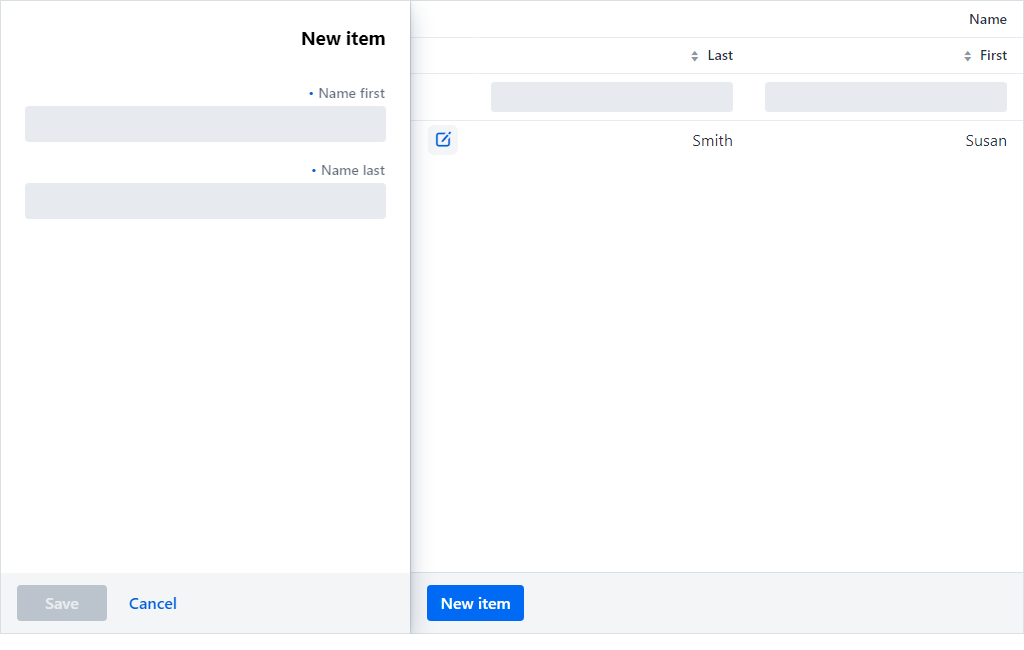 New item
• Name first
• Name last
Save
Cancel
Name
Last
First
Smith
Susan
New item